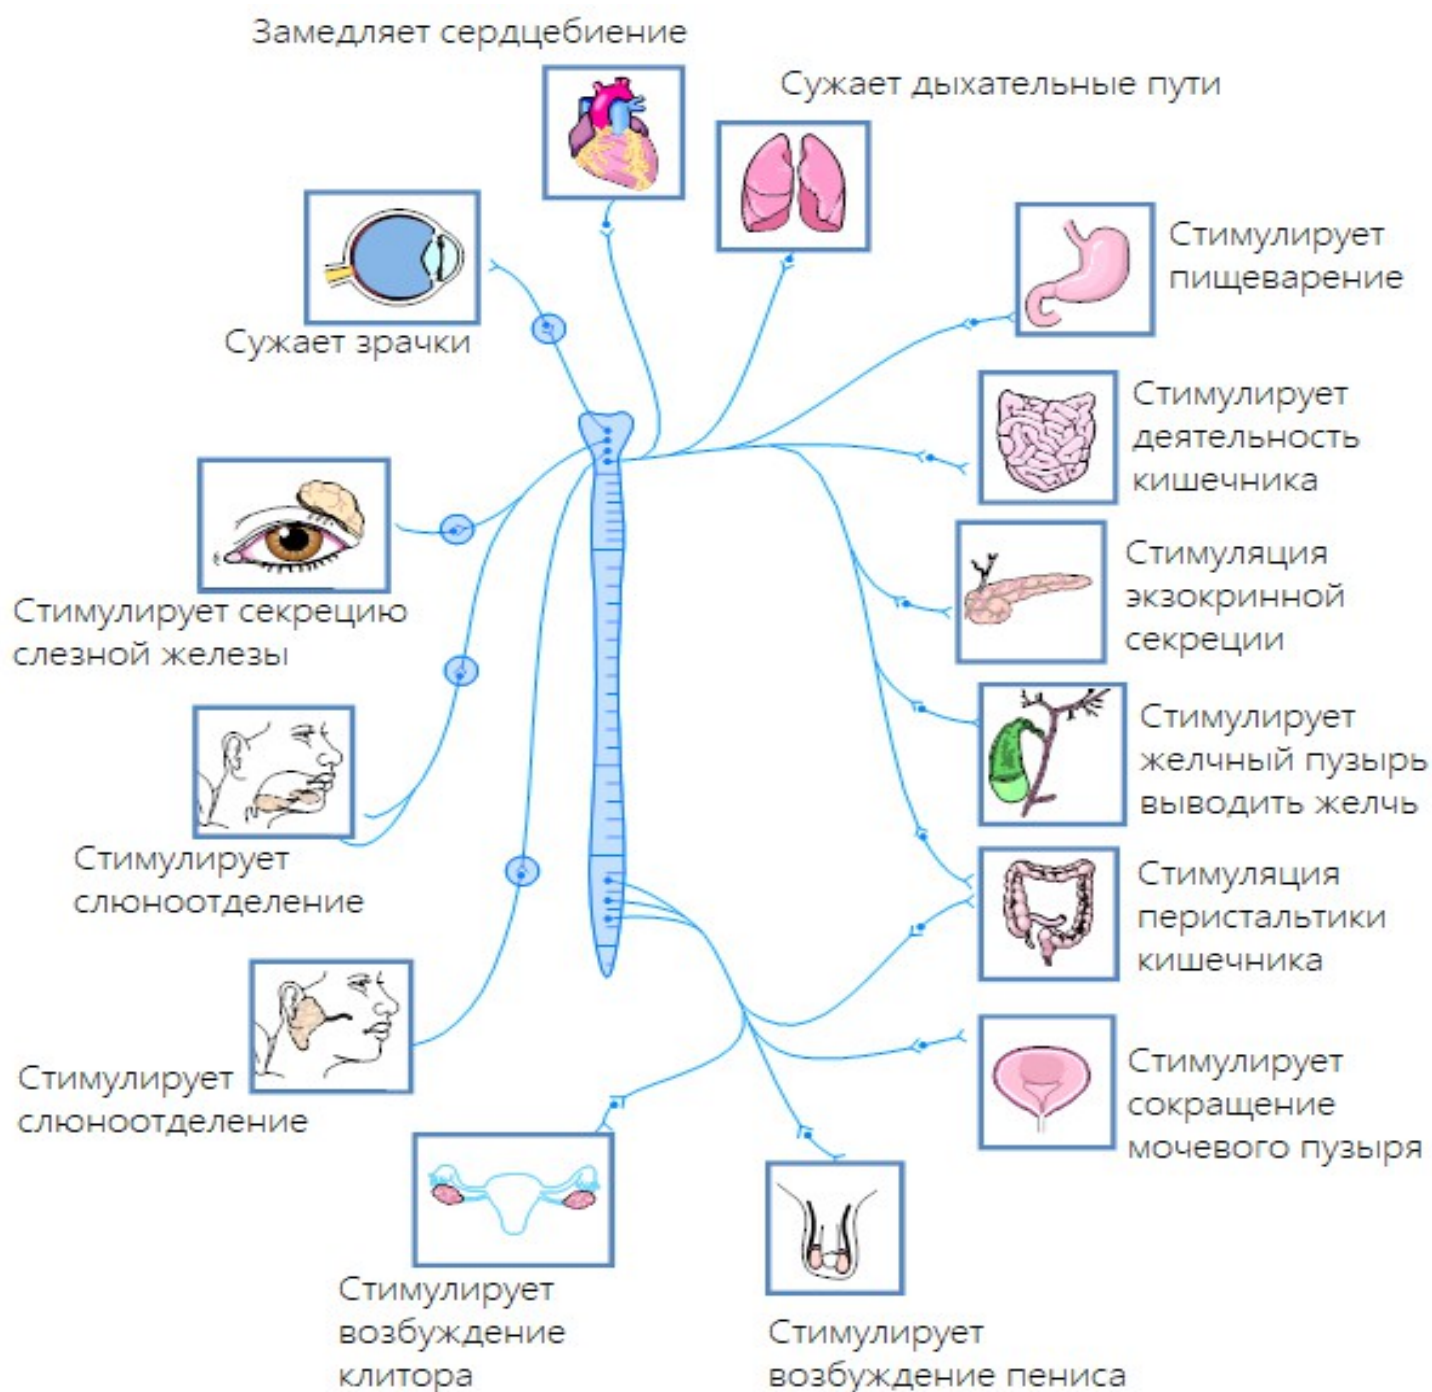 Замедляет сердцебиение
Сужает дыхательные пути
Стимулирует
пищеварение
Сужает зрачки
Стимулирует
деятельность
кишечника
Стимуляция
экзокринной
секреции
Стимулирует секрецию
слезной железы
Стимулирует
желчный пузырь
выводить желчь
Стимулирует
слюноотделение
Стимуляция
перистальтики
кишечника
Стимулирует
слюноотделение
Стимулирует
сокращение
мочевого пузыря
Стимулирует
возбуждение
клитора
Стимулирует
возбуждение пениса